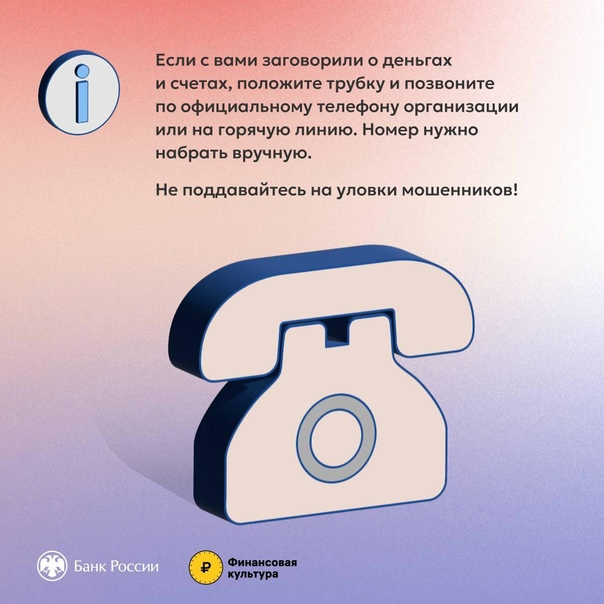 Если с вами заговорили о деньгах
и счетах, положите трубку и позвоните
по официальному телефону организации
или на горячую линию. Номер нужно
набрать вручную.
Не поддавайтесь на уловки мошенников!
Банк России
₽
Финансовая
культура